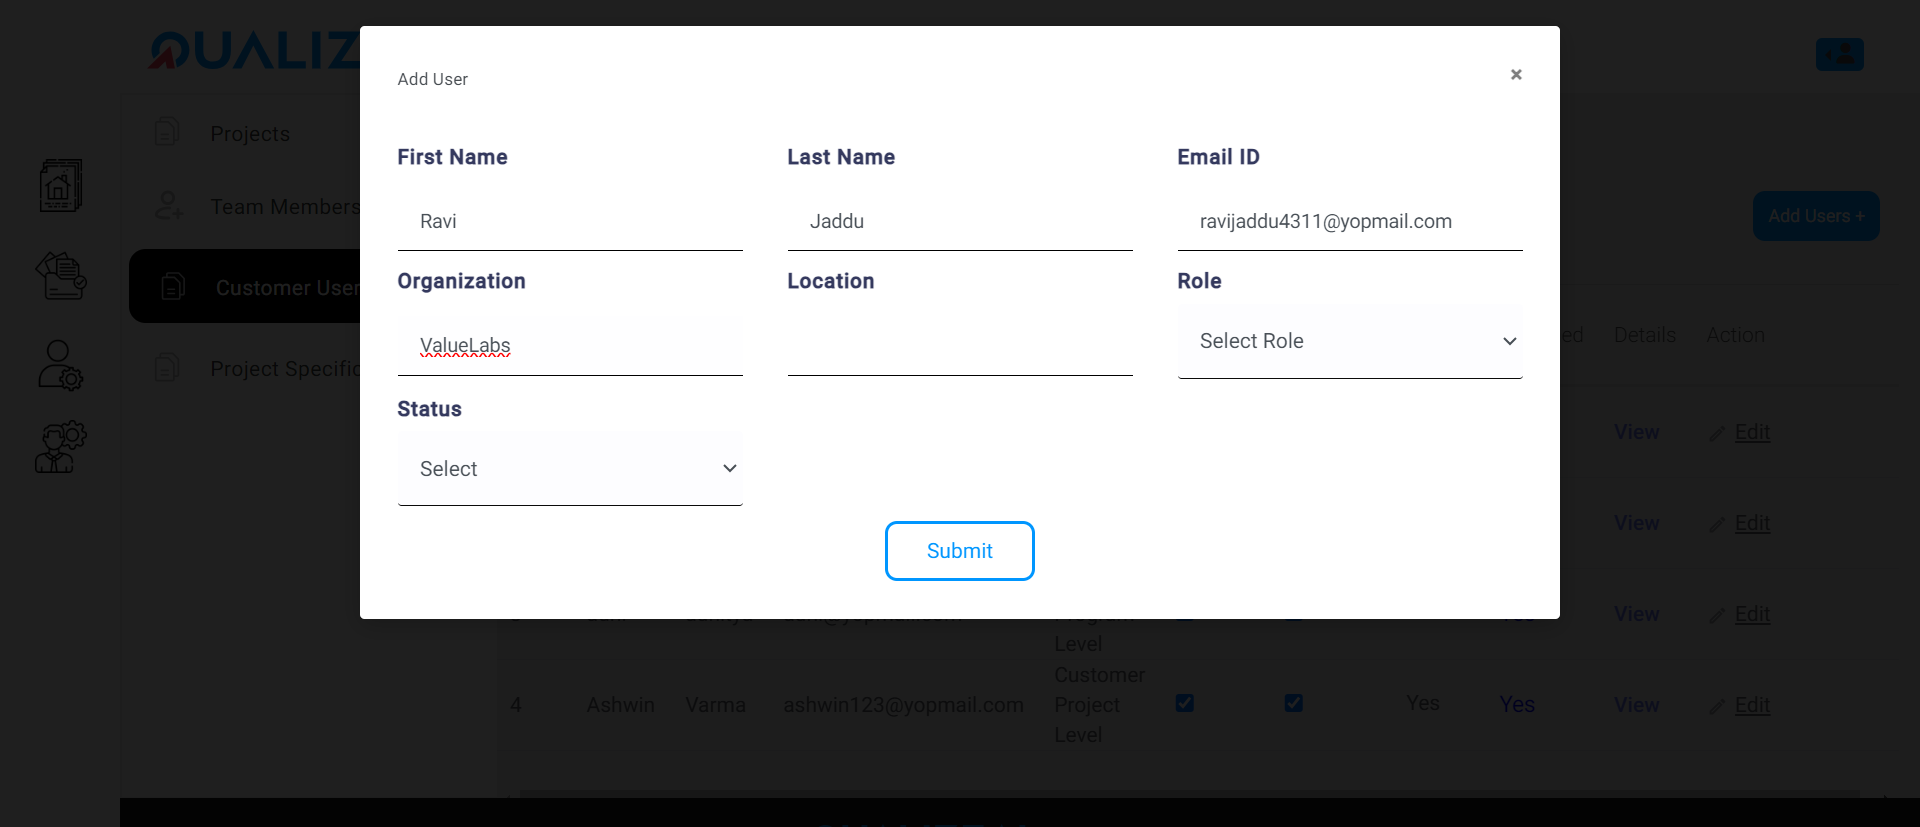 QUALIZ
Add User
×
Projects
Team Members
Customer User
Project Specific
First Name
Last Name
Email ID
Ravi
Jaddu
ravijaddu4311@yopmail.com
Add Users +
Organization
Location
Role
ValueLabs
Select Role
Details
Action
Status
Select
View
Edit
View
Edit
Submit
View
Edit
Level
4
Ashwin
Varma
ashwin123@yopmail.com
Customer
Project
Level
Yes
Yes
View
Edit